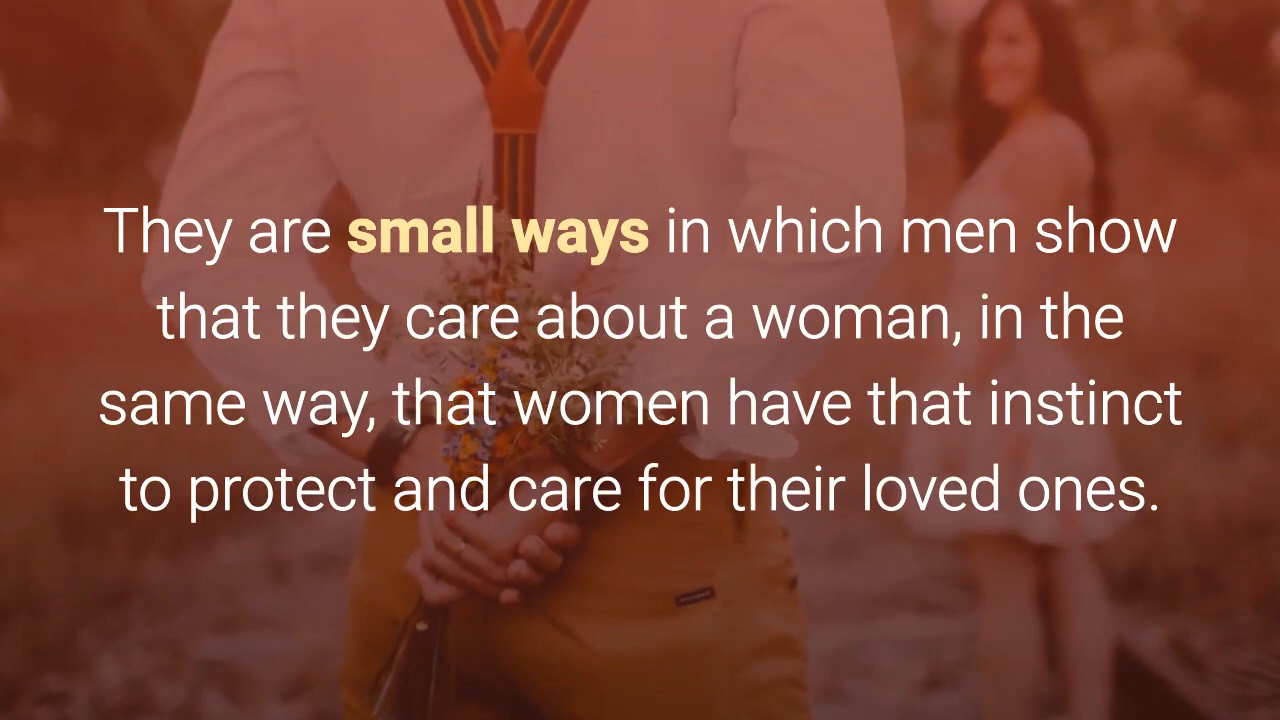 They are small ways in which men show
that they care about a woman, in the
same way, that women have that instinct
to protect and care for their loved ones.